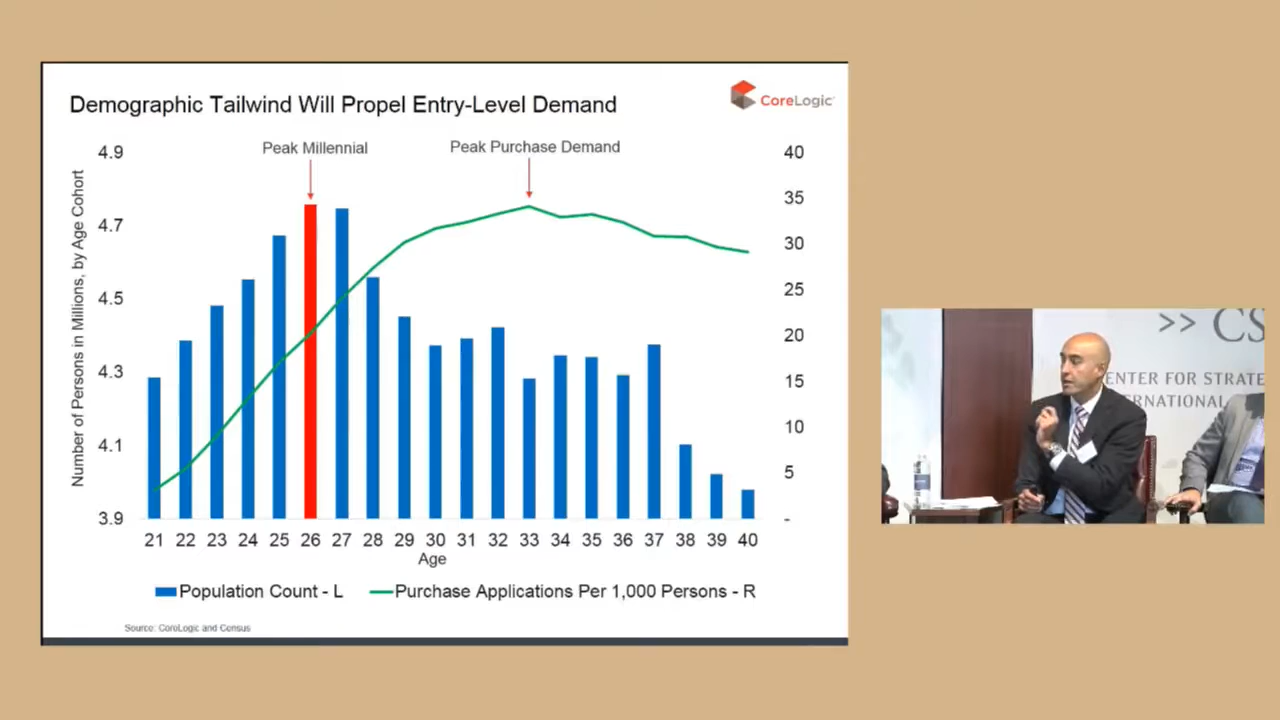 Demographic Tailwind Will Propel Entry-Level Demand
CoreLogic
Peak Millennial
Peak Purchase Demand
Number of Persons in Millions, by Age Cohort
4.9
4.7
4.5
4.3
4.1
3.9
40
35
30
25
20
15
10
5
-
21 22 23 24 25 26 27 28 29 30 31 32 33 34 35 36 37 38 39 40
Age
Population Count - L
Purchase Applications Per 1,000 Persons - R
Source: CoreLogic and Census
>> CS
ENTER FOR STRATE
ERNATIONAL